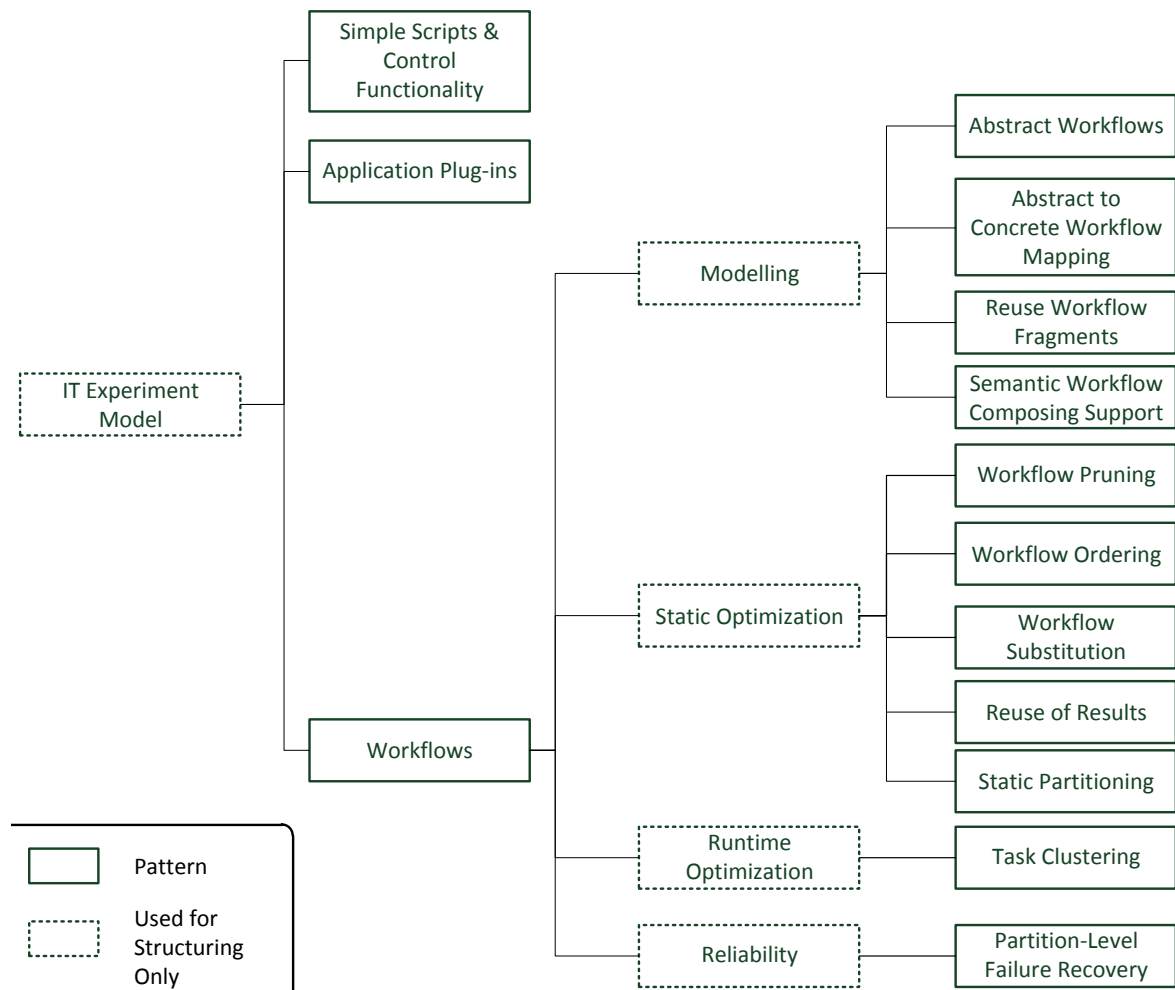 Simple Scripts &
Control
Functionality
Application Plug-ins
IT Experiment
Model
Workflows
Modelling
Static Optimization
Runtime
Optimization
Reliability
Abstract Workflows
Abstract to
Concrete Workflow
Mapping
Reuse Workflow
Fragments
Semantic Workflow
Composing Support
Workflow Pruning
Workflow Ordering
Workflow
Substitution
Reuse of Results
Static Partitioning
Task Clustering
Partition-Level
Failure Recovery
Pattern
Used for
Structuring
Only